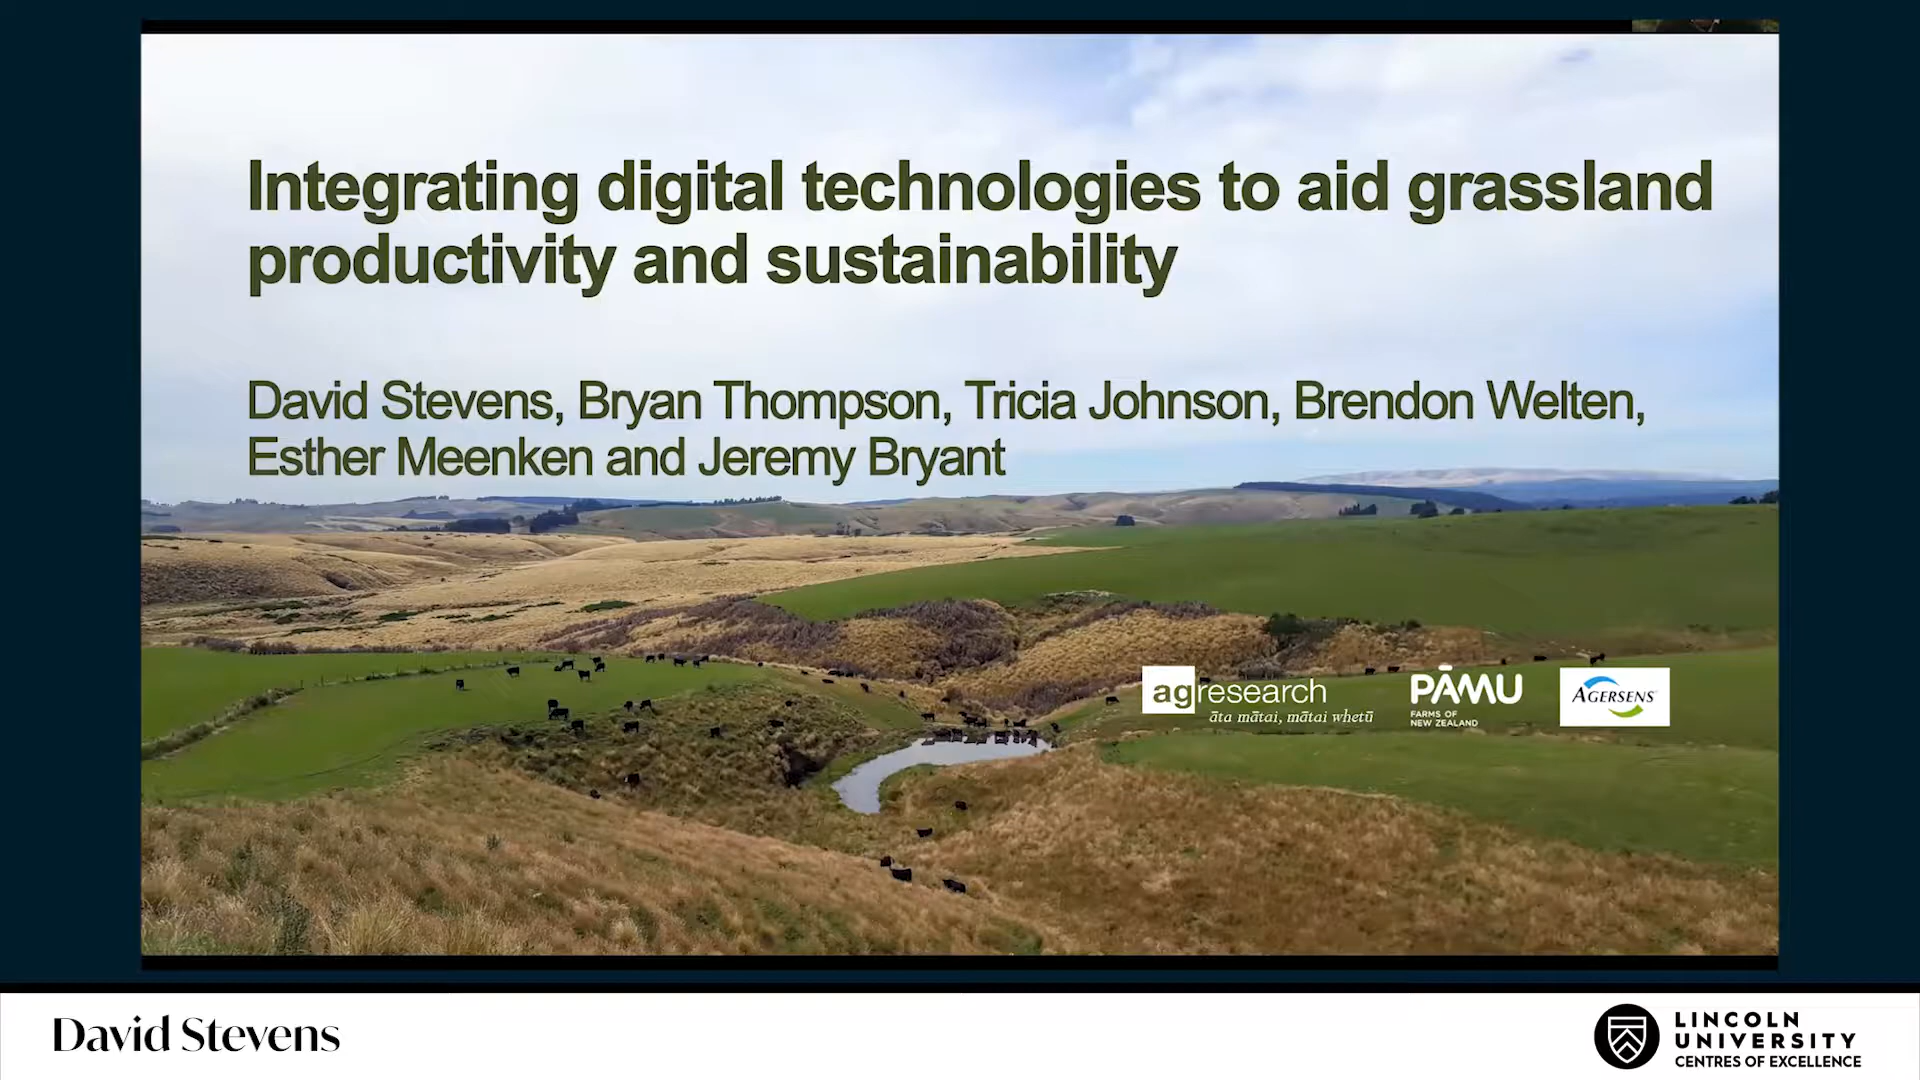 Integrating digital technologies to aid grassland
productivity and sustainability
David Stevens, Bryan Thompson, Tricia Johnson, Brendon Welten,
Esther Meenken and Jeremy Bryant
agresearch
āta mātai, mātai whetū
PĀMU
FARMS OF
NEW ZEALAND
AGERSENS
David Stevens
LINCOLN
UNIVERSITY
CENTRES OF EXCELLENCE